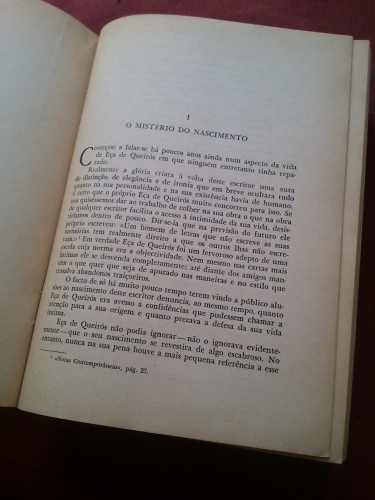 I
O MISTÉRIO DO NASCIMENTO
Começou a falar-se há poucos anos ainda num aspecto da vida
de Eça de Queirós em que ninguém entretanto tinha repa-
rado.
Realmente a glória criara à volta deste escritor uma aura
de distinção, de elegância e de ironia que em breve ocultara tudo
quanto na sua personalidade e na sua existência havia de humano.
É certo que o próprio Eça de Queirós muito concorreu para isso. Se
nos quiséssemos dar ao trabalho de colher na sua obra o que na obra
de qualquer escritor facilita o acesso à intimidade da sua vida, desis-
tiríamos dentro de pouco. Dir-se-ia que na previsão do futuro ele
próprio escreveu: «Um homem de letras que não escreve as suas
memórias tem realmente direito a que os outros lhas não escre-
vam.»¹ Em verdade Eça de Queirós foi um fervoroso adepto de uma
escola cuja norma era a objectividade. Nem mesmo nas cartas mais
íntimas ele se desvenda completamente; até diante dos amigos man-
tinha o que quer que seja de apurado nas maneiras e no estilo que
ressalva abandonos traiçoeiros.
O facto de só há muito pouco tempo terem vindo a público alu-
sões ao nascimento deste escritor denuncia, ao mesmo tempo, quanto
Eça de Queirós era avesso a confidências que pudessem chamar a
atenção para a sua origem e quanto prezava a defesa da sua vida
íntima.
Eça de Queirós não podia ignorar — não o ignorava evidente-
mente — que o seu nascimento se revestira de algo escabroso. No
entanto, nunca na sua pena houve a mais pequena referência a esse
¹ «Notas Contemporâneas», pág. 27.